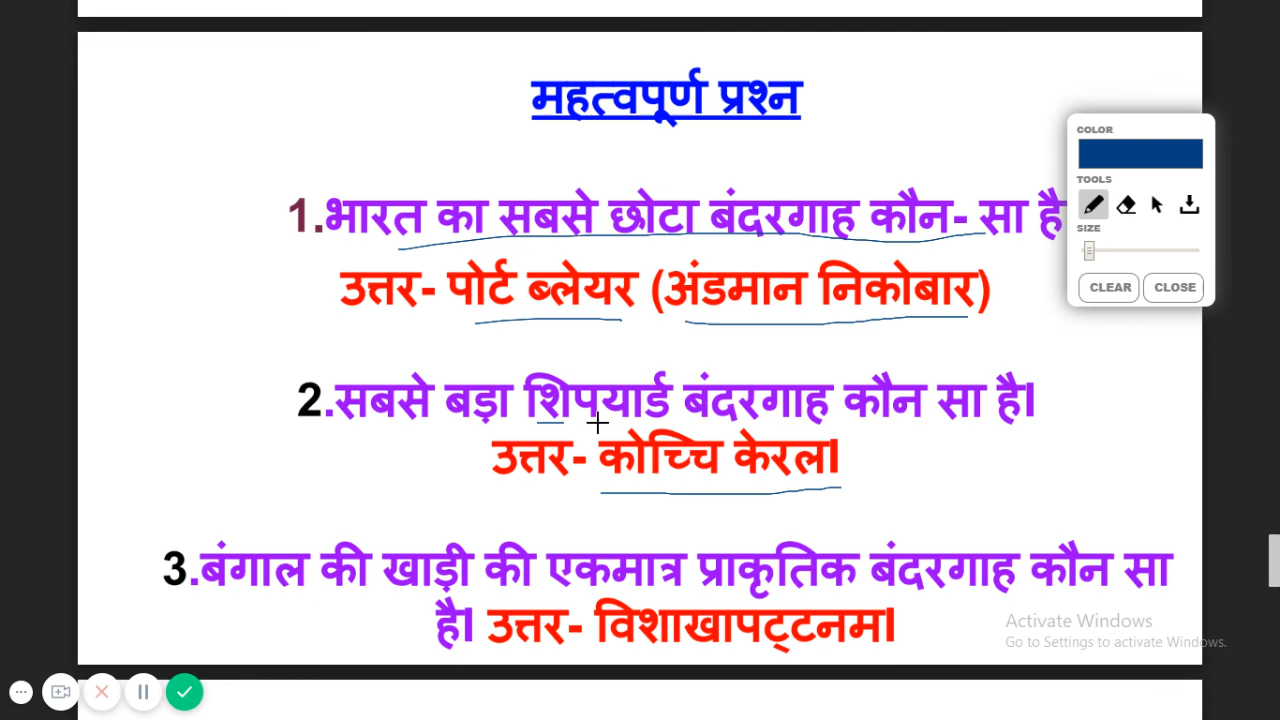 महत्वपूर्ण प्रश्न
1.भारत का सबसे छोटा बंदरगाह कौन- सा है
उत्तर- पोर्ट ब्लेयर (अंडमान निकोबार)
2.सबसे बड़ा शिपयार्ड बंदरगाह कौन सा है।
उत्तर- कोच्चि केरल।
3.बंगाल की खाड़ी की एकमात्र प्राकृतिक बंदरगाह कौन सा
है। उत्तर- विशाखापट्टनम।
COLOR
TOOLS
SIZE
CLEAR CLOSE
Activate Windows
Go to Settings to activate Windows.